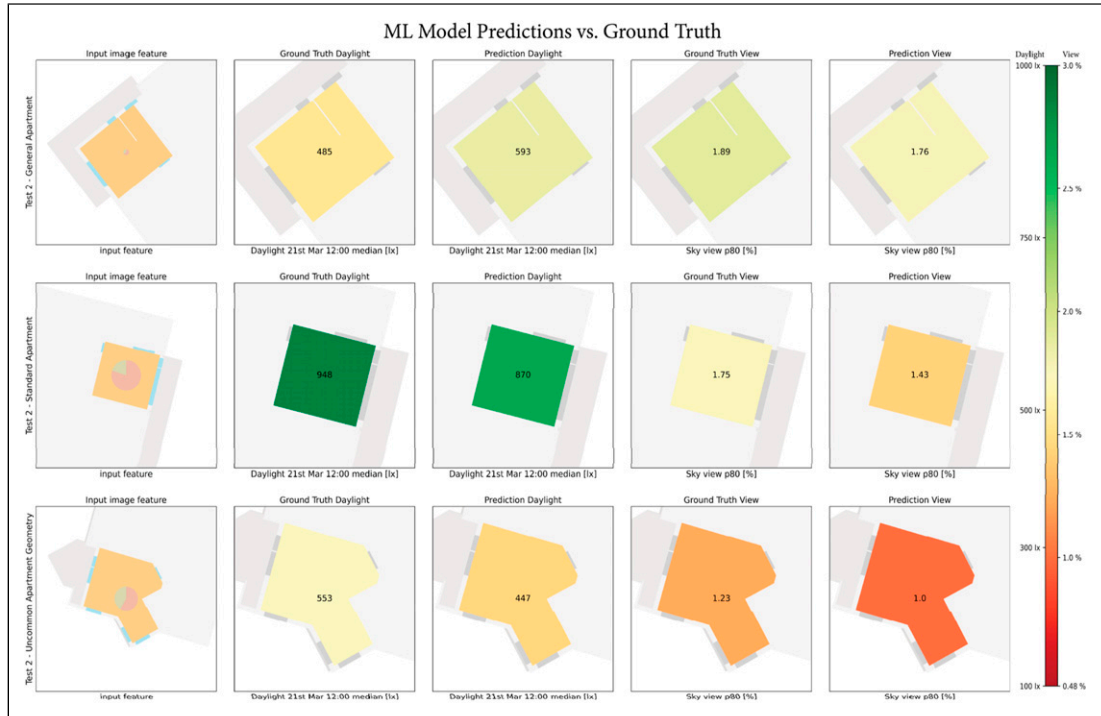 ML Model Predictions vs. Ground Truth
Input image feature
Ground Truth Daylight
Prediction Daylight
Ground Truth View
Prediction View
Daylight
View
Test 2 - General Apartment
485
593
1.89
1.76
input feature
Daylight 21st Mar 12:00 median [lx]
Daylight 21st Mar 12:00 median [lx]
Sky view p80 [%]
Sky view p80 [%]
Input image feature
Ground Truth Daylight
Prediction Daylight
Ground Truth View
Prediction View
Test 2 - Standard Apartment
948
870
1.75
1.43
input feature
Daylight 21st Mar 12:00 median [lx]
Daylight 21st Mar 12:00 median [lx]
Sky view p80 [%]
Sky view p80 [%]
Input image feature
Ground Truth Daylight
Prediction Daylight
Ground Truth View
Prediction View
Test 2 - Uncommon Apartment Geometry
553
447
1.23
1.0
input feature
Daylight 21st Mar 12:00 median [lx]
Daylight 21st Mar 12:00 median [lx]
Sky view p80 [%]
Sky view p80 [%]
1000 lx
3.0 %
2.5 %
750 lx
2.0 %
500 lx
1.5 %
300 lx
1.0 %
100 lx
0.48 %